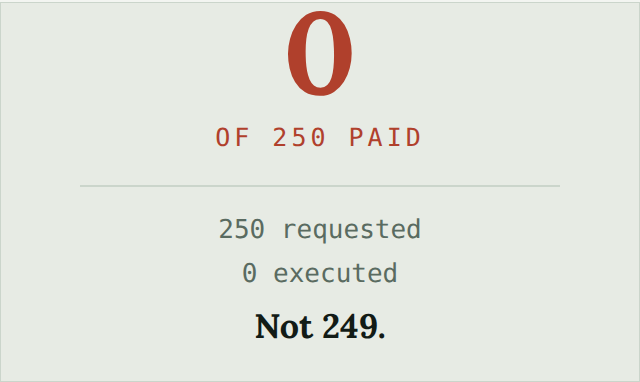 0
OF 250 PAID
250 requested
0 executed
Not 249.